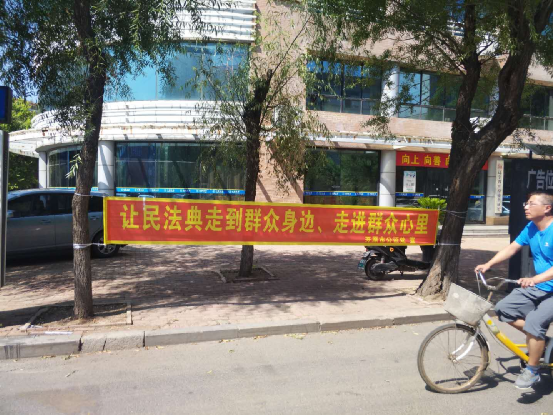 让民法典走到群众身边、走进群众心里
向上 向善
广告位